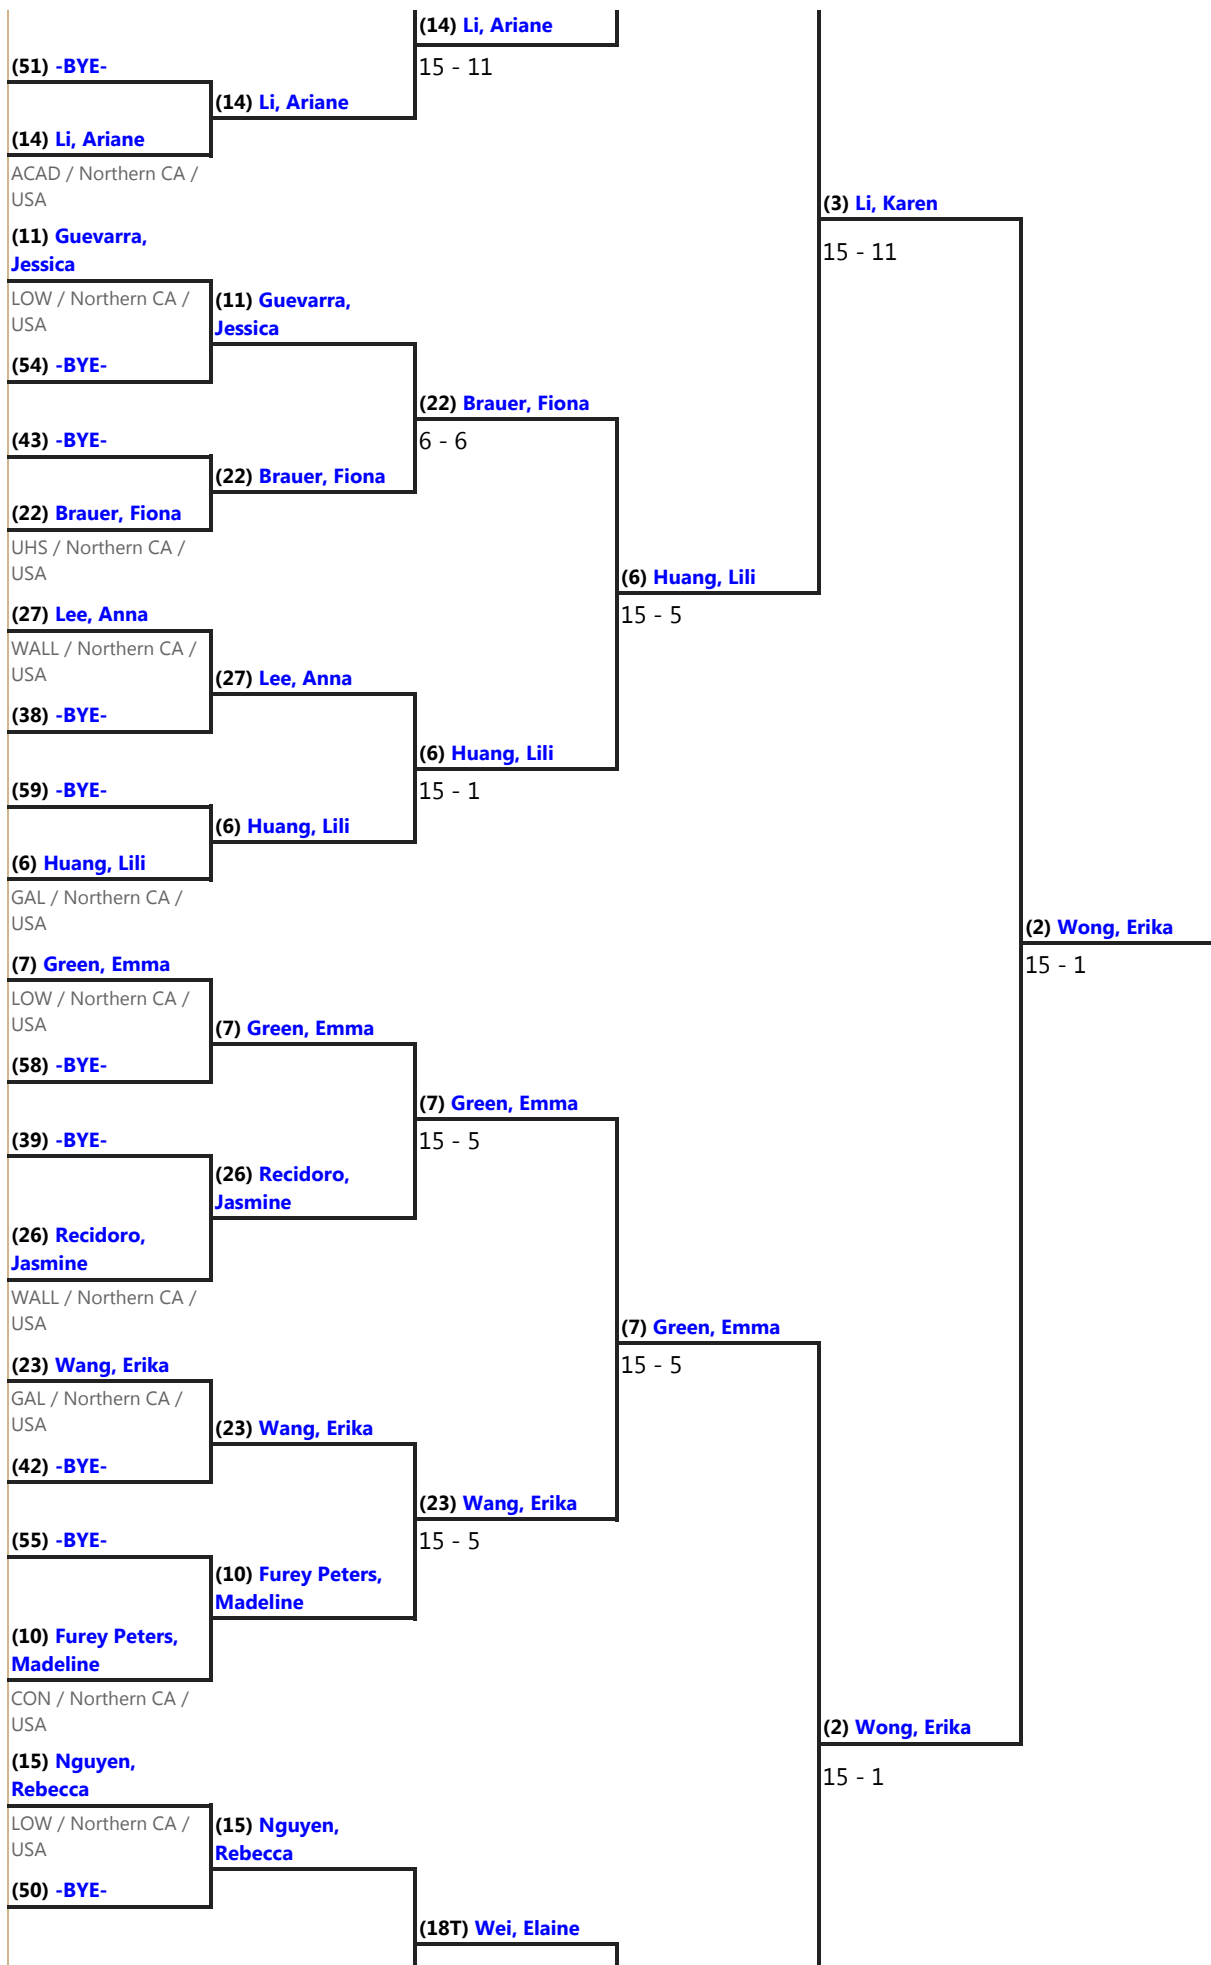 (14) Li, Ariane
(51) -BYE-
15 - 11
(14) Li, Ariane
(14) Li, Ariane
ACAD / Northern CA /
USA
(3) Li, Karen
(11) Guevarra,
Jessica
15 - 11
LOW / Northern CA /
USA
(11) Guevarra,
Jessica
(54) -BYE-
(22) Brauer, Fiona
(43) -BYE-
6 - 6
(22) Brauer, Fiona
(22) Brauer, Fiona
UHS / Northern CA /
USA
(6) Huang, Lili
(27) Lee, Anna
15 - 5
WALL / Northern CA /
USA
(27) Lee, Anna
(38) -BYE-
(6) Huang, Lili
(59) -BYE-
15 - 1
(6) Huang, Lili
(6) Huang, Lili
GAL / Northern CA /
USA
(2) Wong, Erika
(7) Green, Emma
15 - 1
LOW / Northern CA /
USA
(7) Green, Emma
(58) -BYE-
(7) Green, Emma
(39) -BYE-
15 - 5
(26) Recidoro,
Jasmine
(26) Recidoro,
Jasmine
WALL / Northern CA /
USA
(7) Green, Emma
(23) Wang, Erika
15 - 5
GAL / Northern CA /
USA
(23) Wang, Erika
(42) -BYE-
(23) Wang, Erika
(55) -BYE-
15 - 5
(10) Furey Peters,
Madeline
(10) Furey Peters,
Madeline
CON / Northern CA /
USA
(2) Wong, Erika
(15) Nguyen,
Rebecca
15 - 1
LOW / Northern CA /
USA
(15) Nguyen,
Rebecca
(50) -BYE-
(18T) Wei, Elaine